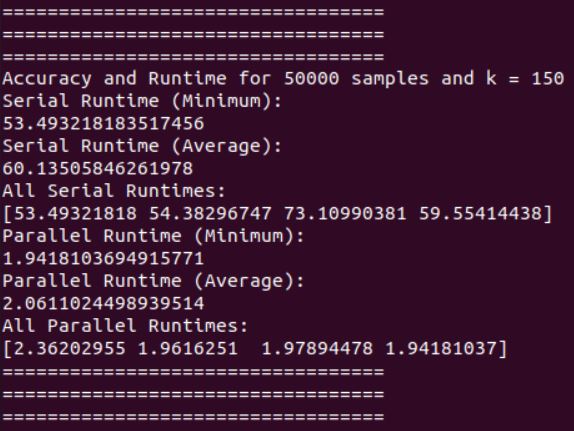 ==================================
==================================
==================================
Accuracy and Runtime for 50000 samples and k = 150
Serial Runtime (Minimum):
53.493218183517456
Serial Runtime (Average):
60.13505846261978
All Serial Runtimes:
[53.49321818 54.38296747 73.10990381 59.55414438]
Parallel Runtime (Minimum):
1.9418103694915771
Parallel Runtime (Average):
2.0611024498939514
All Parallel Runtimes:
[2.36202955 1.9616251  1.97894478 1.94181037]
==================================
==================================
==================================